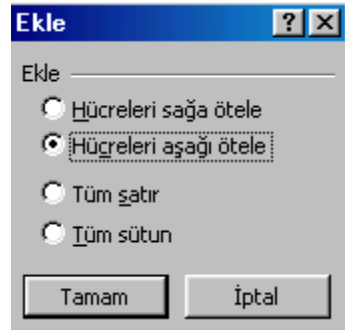 Ekle
Ekle
Hücreleri sağa ötele
Hücreleri aşağı ötele
Tüm satır
Tüm sütun
Tamam İptal